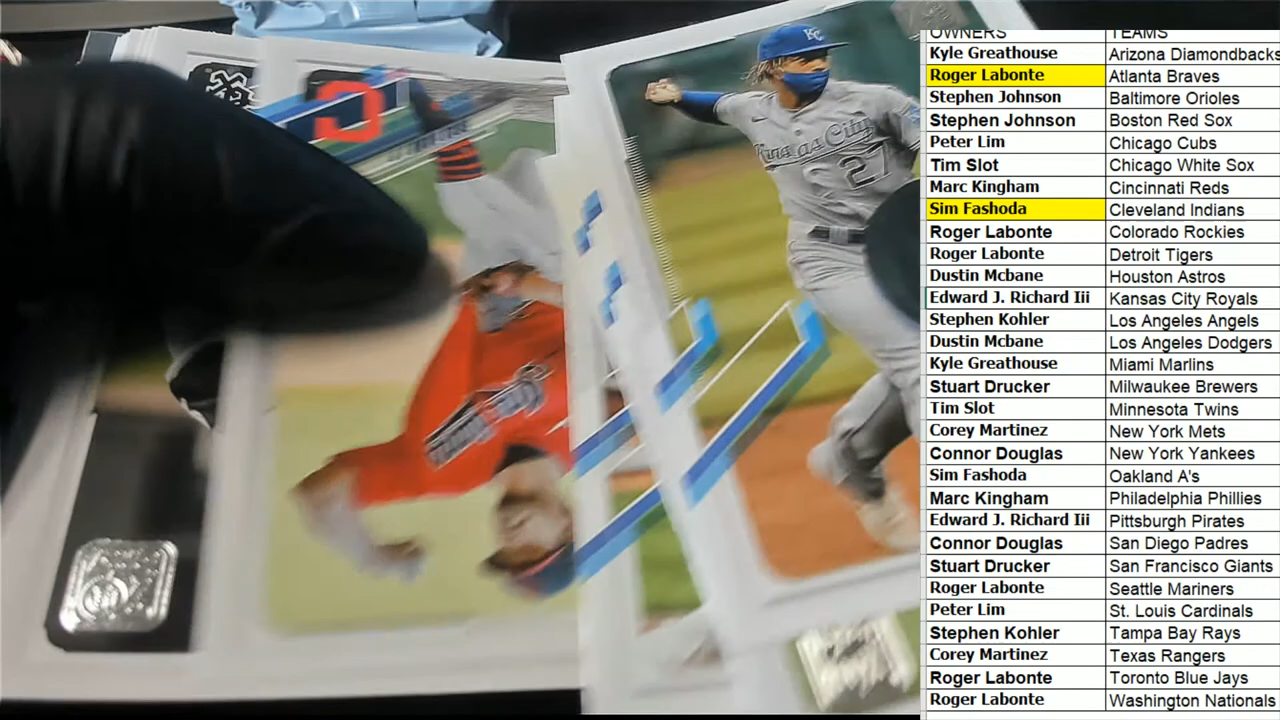 OWNERS TEAMS
Kyle Greathouse Arizona Diamondbacks
Roger Labonte Atlanta Braves
Stephen Johnson Baltimore Orioles
Stephen Johnson Boston Red Sox
Peter Lim Chicago Cubs
Tim Slot Chicago White Sox
Marc Kingham Cincinnati Reds
Sim Fashoda Cleveland Indians
Roger Labonte Colorado Rockies
Roger Labonte Detroit Tigers
Dustin Mcbane Houston Astros
Edward J. Richard Iii Kansas City Royals
Stephen Kohler Los Angeles Angels
Dustin Mcbane Los Angeles Dodgers
Kyle Greathouse Miami Marlins
Stuart Drucker Milwaukee Brewers
Tim Slot Minnesota Twins
Corey Martinez New York Mets
Connor Douglas New York Yankees
Sim Fashoda Oakland A's
Marc Kingham Philadelphia Phillies
Edward J. Richard Iii Pittsburgh Pirates
Connor Douglas San Diego Padres
Stuart Drucker San Francisco Giants
Roger Labonte Seattle Mariners
Peter Lim St. Louis Cardinals
Stephen Kohler Tampa Bay Rays
Corey Martinez Texas Rangers
Roger Labonte Toronto Blue Jays
Roger Labonte Washington Nationals
KC
Kansas City
27
C